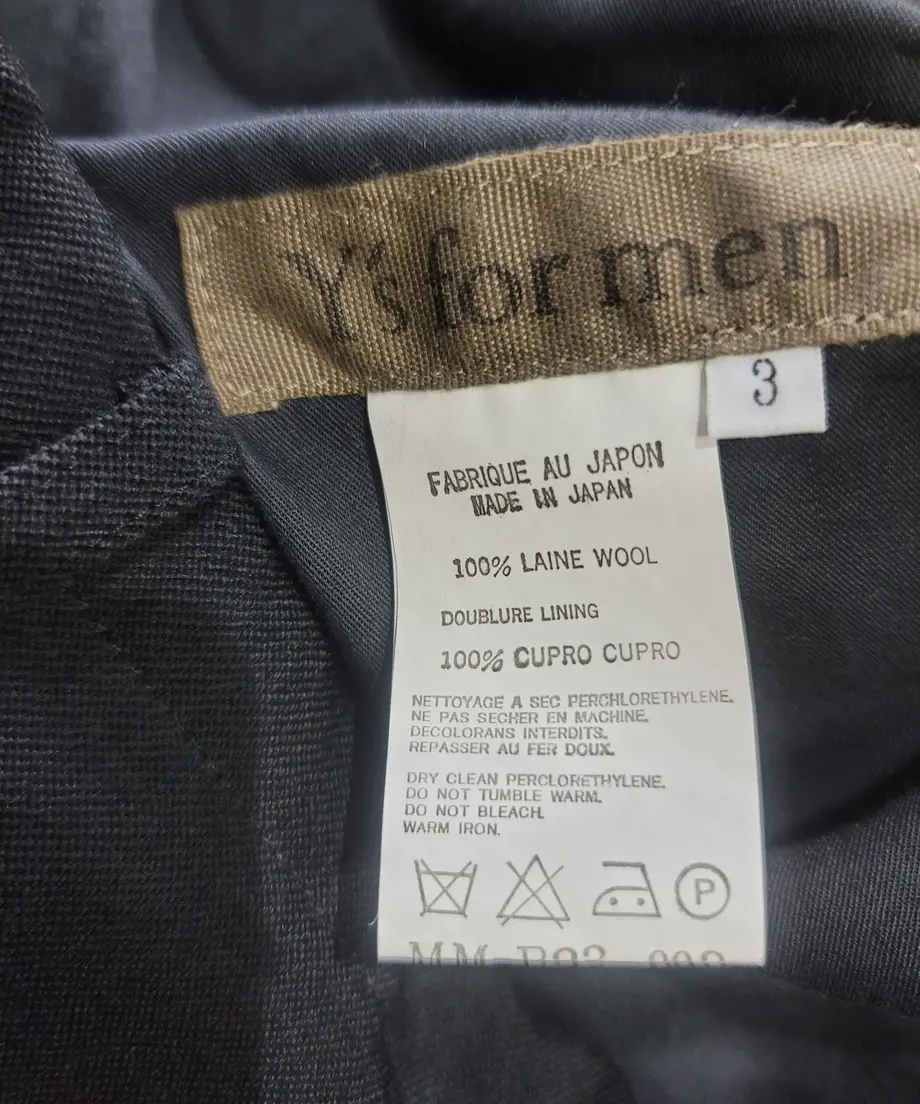 Y's for men
3
FABRIQUE AU JAPON
MADE IN JAPAN
100% LAINE WOOL
DOUBLURE LINING
100% CUPRO CUPRO
NETTOYAGE A SEC PERCHLORETHYLENE.
NE PAS SECHER EN MACHINE.
DECOLORANS INTERDITS.
REPASSER AU FER DOUX.
DRY CLEAN PERCLORETHYLENE.
DO NOT TUMBLE WARM.
DO NOT BLEACH.
WARM IRON.
P